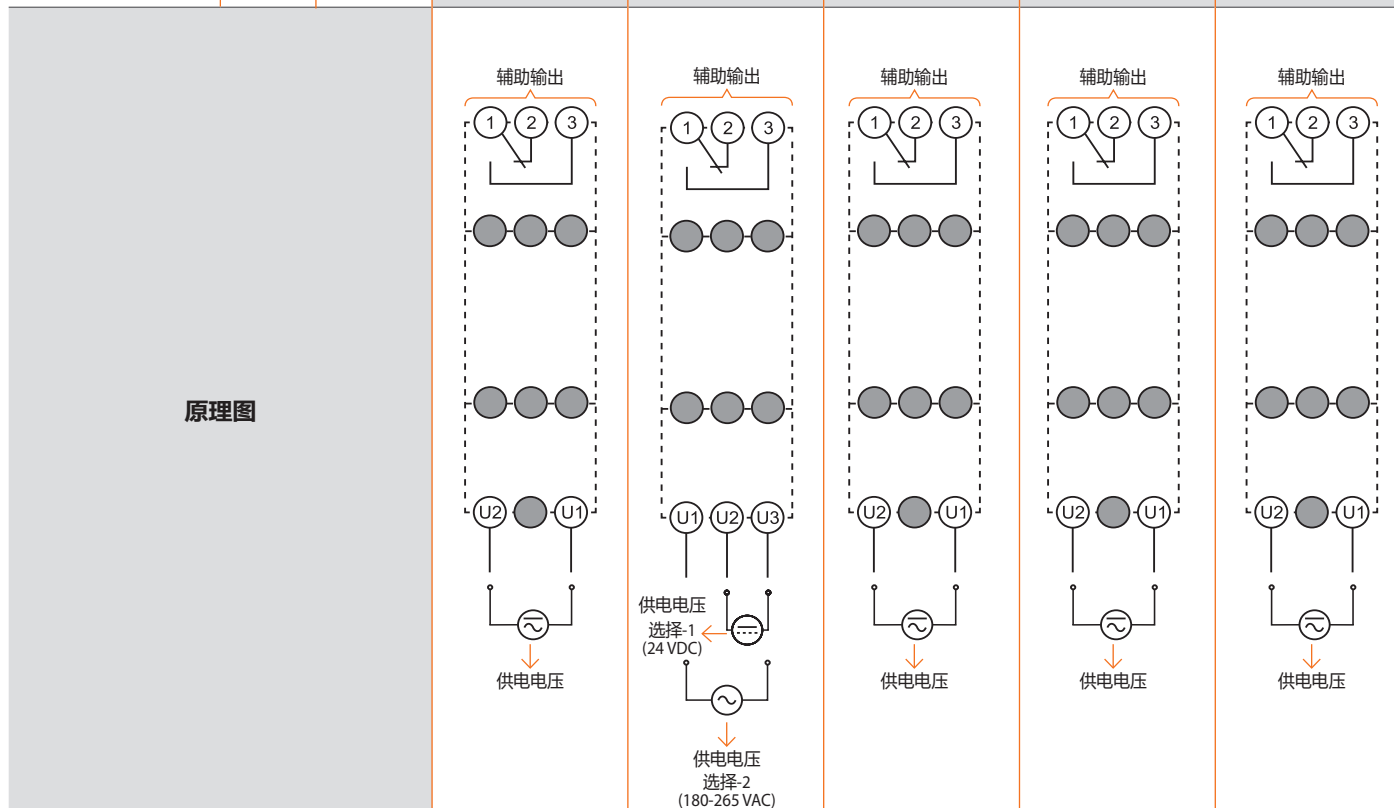 原理图
辅助输出
1 2 3
U2 U1
供电电压
辅助输出
1 2 3
U1 U2 U3
供电电压
选择-1
(24 VDC)
供电电压
选择-2
(180-265 VAC)
辅助输出
1 2 3
U2 U1
供电电压
辅助输出
1 2 3
U2 U1
供电电压
辅助输出
1 2 3
U2 U1
供电电压